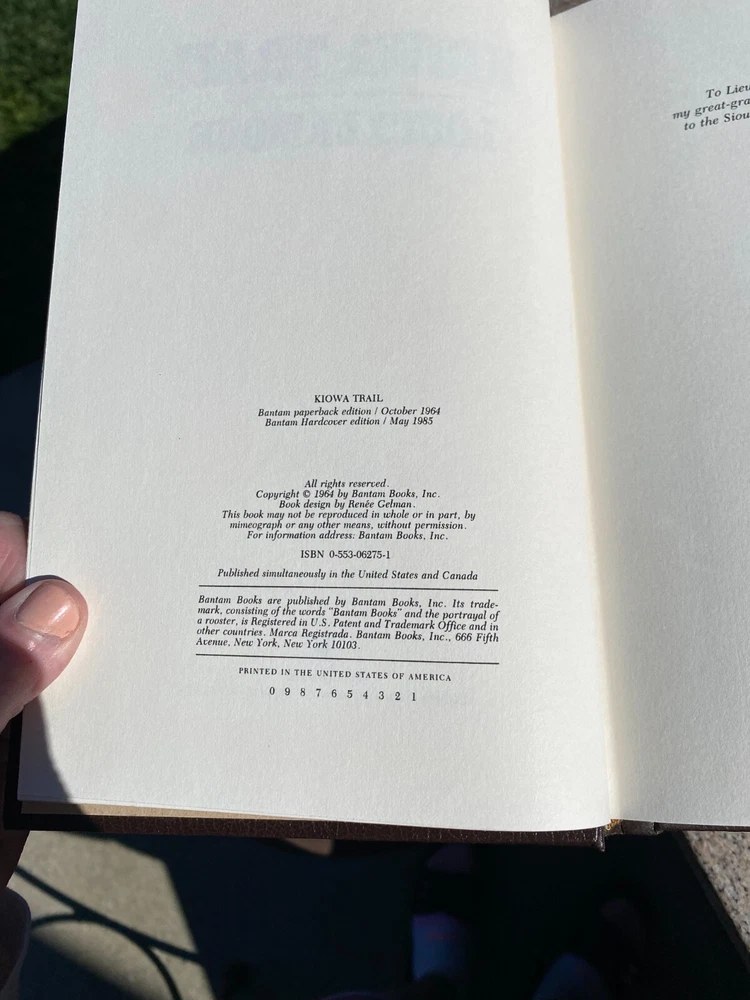 KIOWA TRAIL
Bantam paperback edition / October 1964
Bantam Hardcover edition / May 1985
All rights reserved.
Copyright © 1964 by Bantam Books, Inc.
Book design by Renée Gelman.
This book may not be reproduced in whole or in part, by
mimeograph or any other means, without permission.
For information address: Bantam Books, Inc.
ISBN 0-553-06275-1
Published simultaneously in the United States and Canada
Bantam Books are published by Bantam Books, Inc. Its trade-
mark, consisting of the words "Bantam Books" and the portrayal of
a rooster, is Registered in U.S. Patent and Trademark Office and in
other countries. Marca Registrada. Bantam Books, Inc., 666 Fifth
Avenue, New York, New York 10103.
PRINTED IN THE UNITED STATES OF AMERICA
0 9 8 7 6 5 4 3 2 1
To Lieu
my great-gra
to the Siou